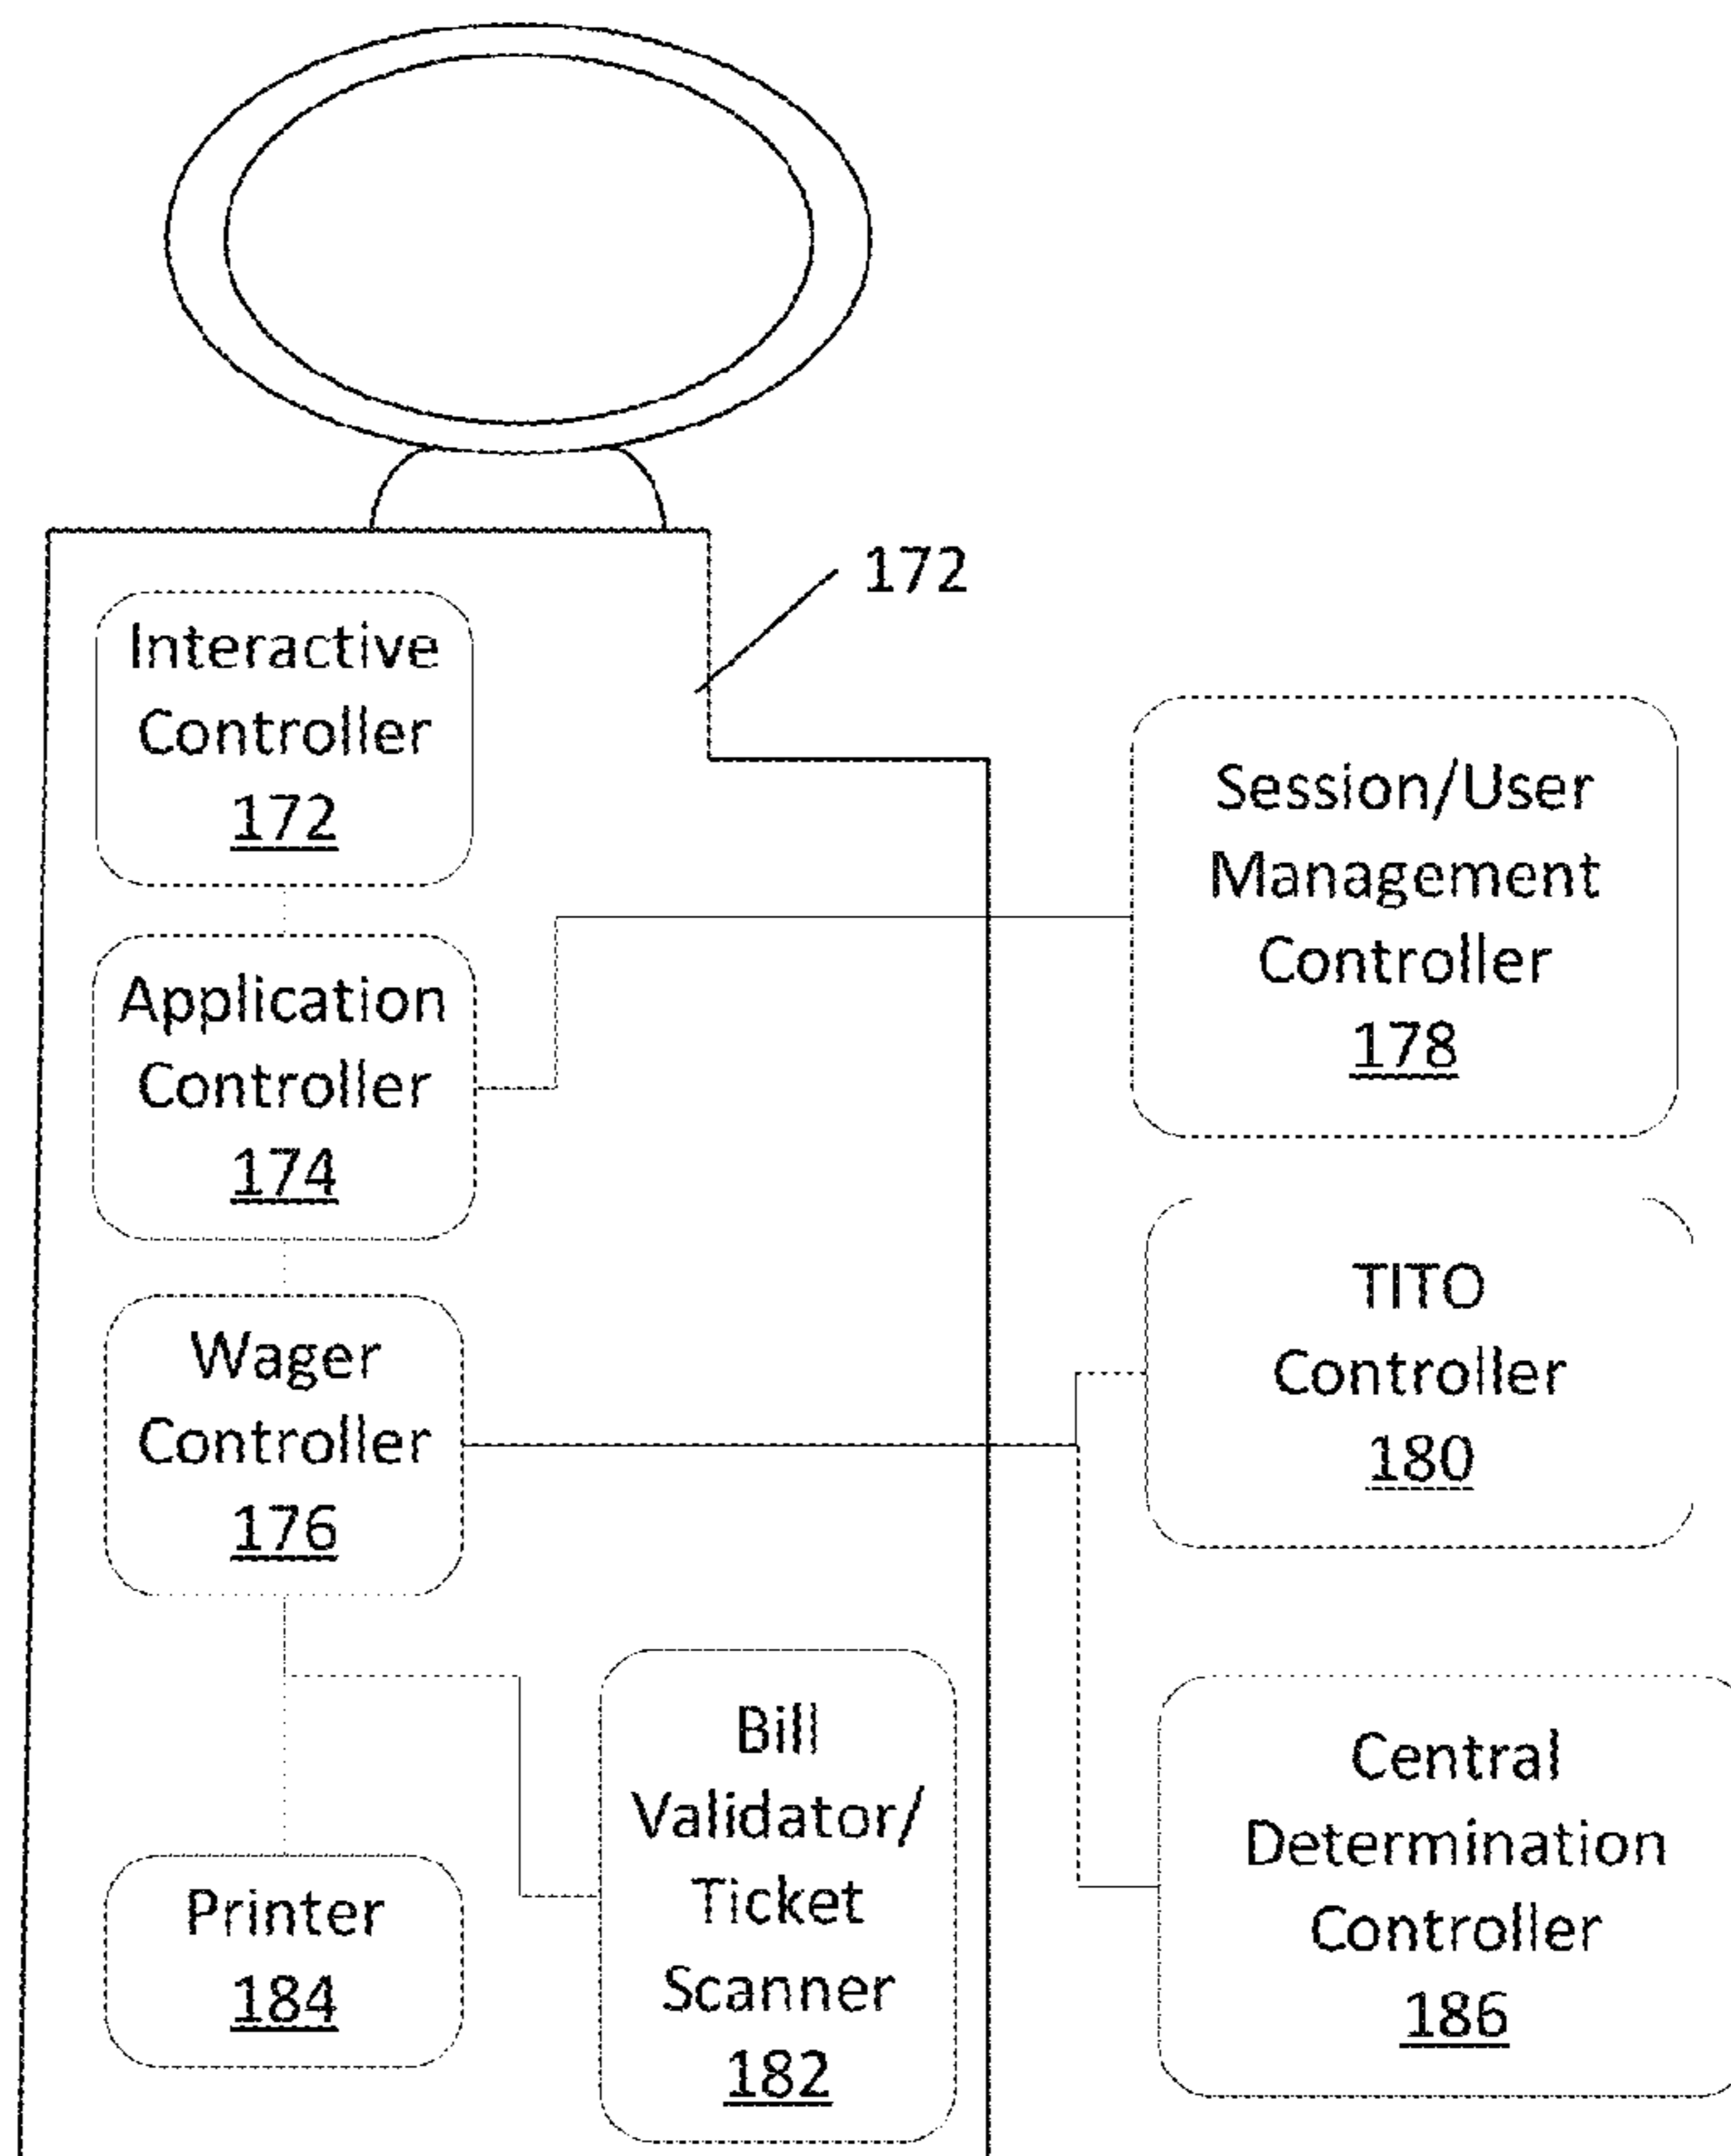 172
Interactive
Controller
172
Application
Controller
174
Wager
Controller
176
Printer
184
Bill
Validator/
Ticket
Scanner
182
Session/User
Management
Controller
178
TITO
Controller
180
Central
Determination
Controller
186